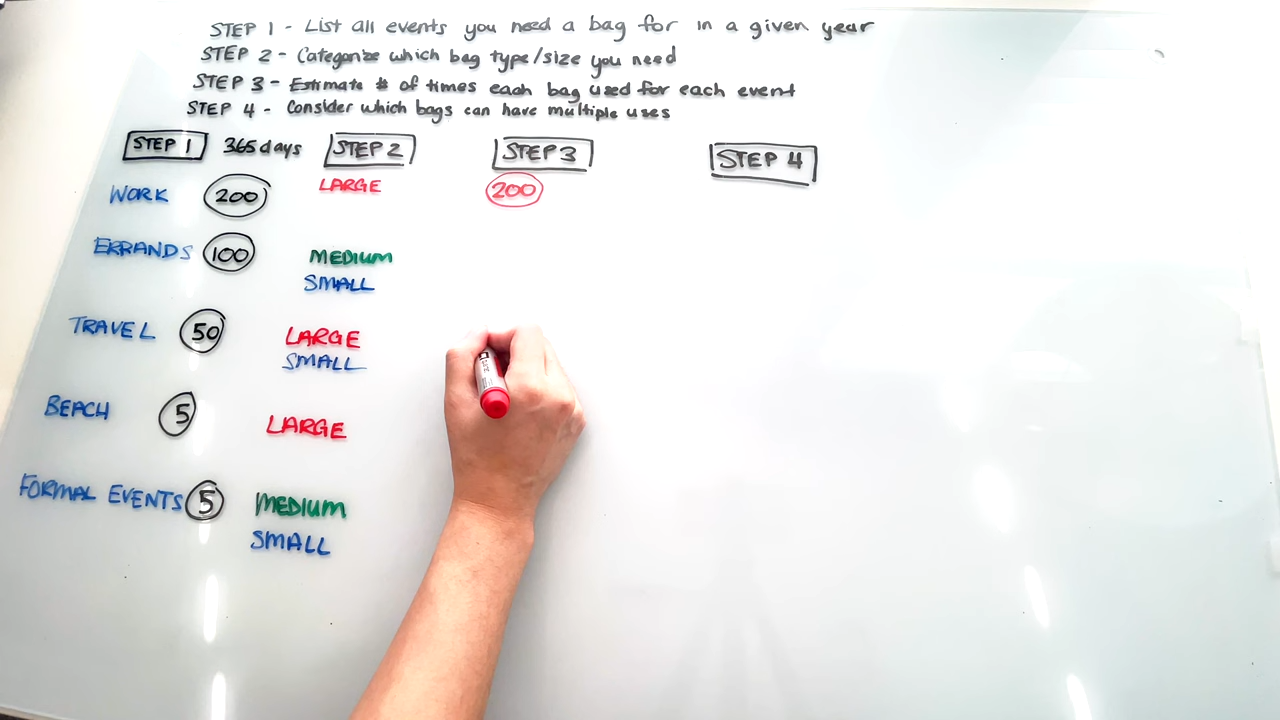 STEP 1 - List all events you need a bag for in a given year
STEP 2 - Categorize which bag type/size you need
STEP 3 - Estimate # of times each bag used for each event
STEP 4 - Consider which bags can have multiple uses
STEP 1 365 days STEP 2 STEP 3 STEP 4
WORK 200 LARGE 200
ERRANDS 100 MEDIUM
SMALL
TRAVEL 50 LARGE
SMALL
BEACH 5 LARGE
FORMAL EVENTS 5 MEDIUM
SMALL